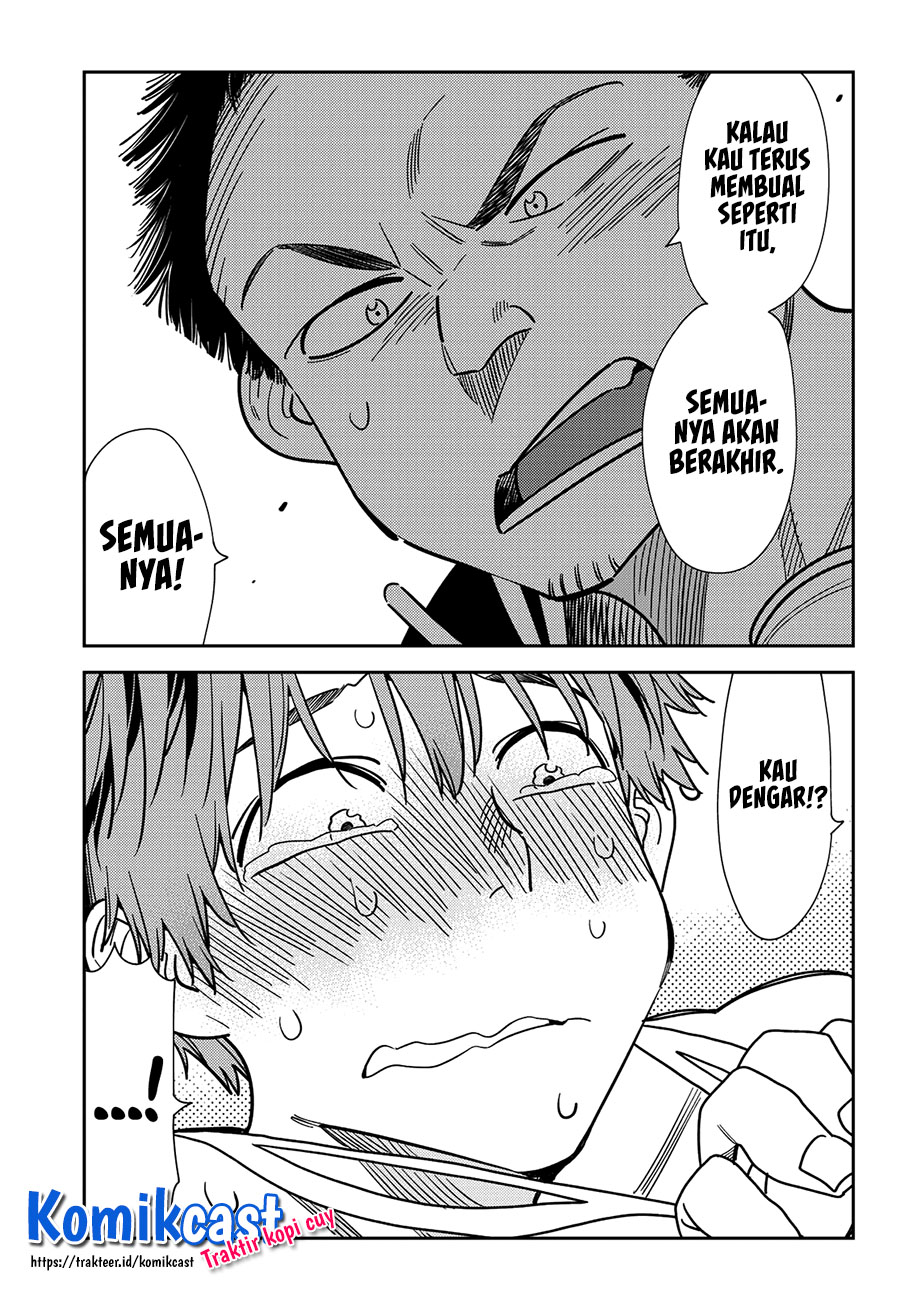 KALAU
KAU TERUS
MEMBUAL
SEPERTI
ITU,
SEMUA-
NYA AKAN
BERAKHIR.
SEMUA-
NYA!
KAU
DENGAR!?
....!
Komikcast
Traktir kopi cuy
https://trakteer.id/komikcast